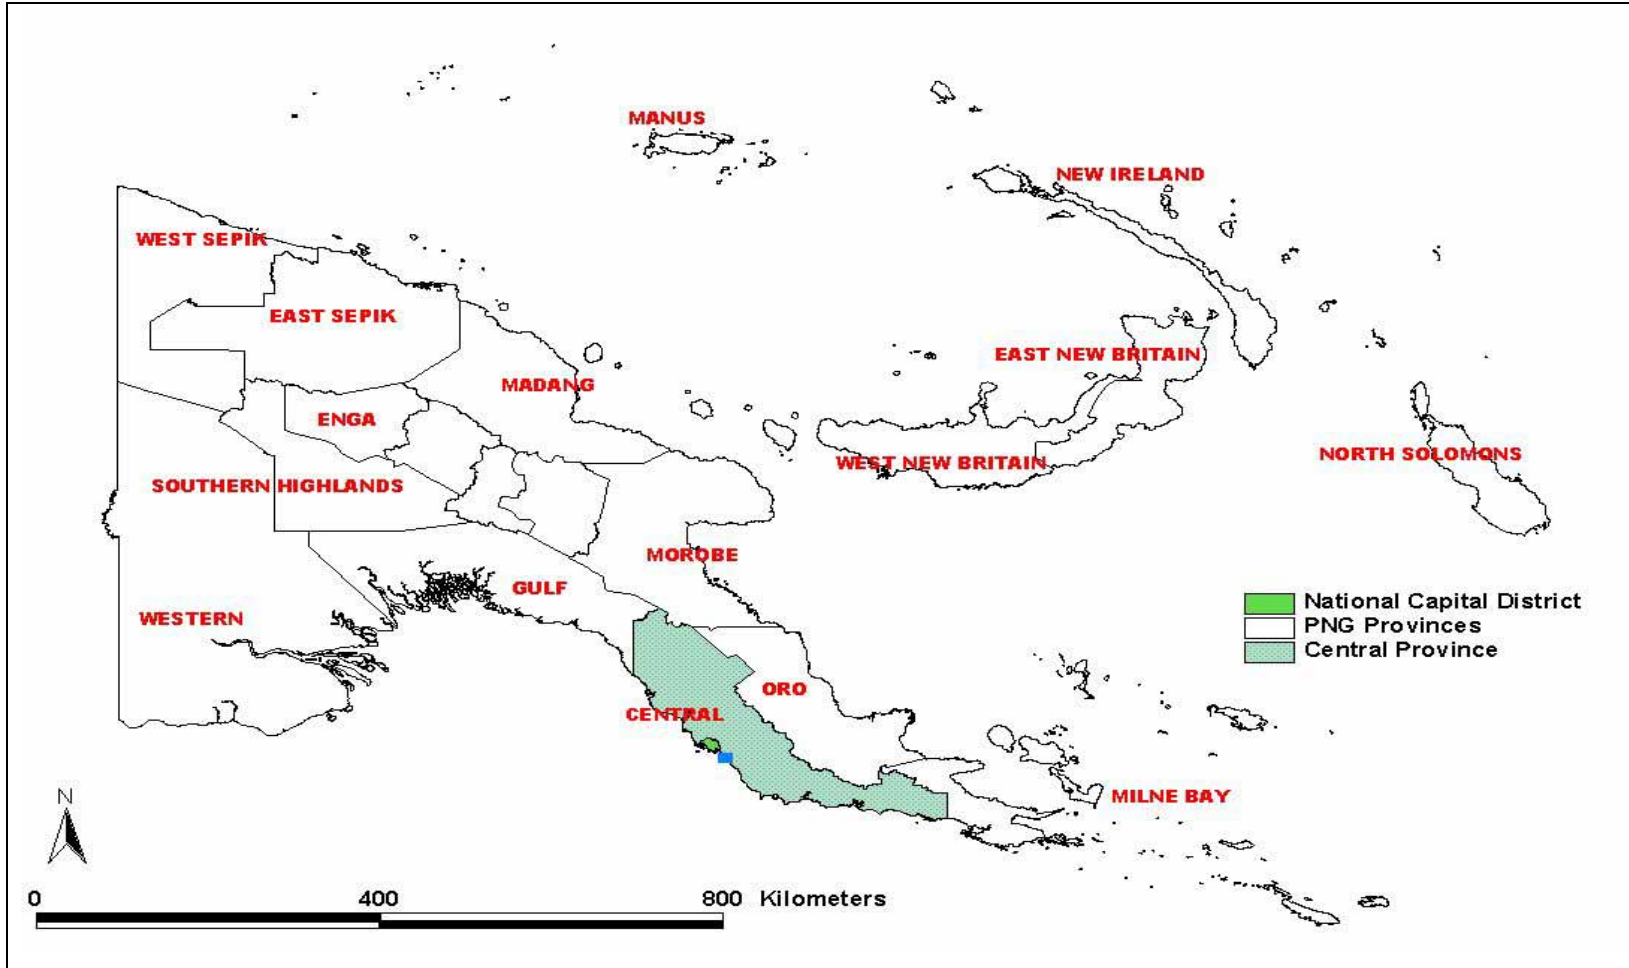 MANUS
NEW IRELAND
WEST SEPIK
EAST SEPIK
EAST NEW BRITAIN
MADANG
ENGA
WEST NEW BRITAIN
NORTH SOLOMONS
SOUTHERN HIGHLANDS
MOROBE
GULF
WESTERN
National Capital District
PNG Provinces
Central Province
ORO
CENTRAL
MILNE BAY
N
0 400 800 Kilometers